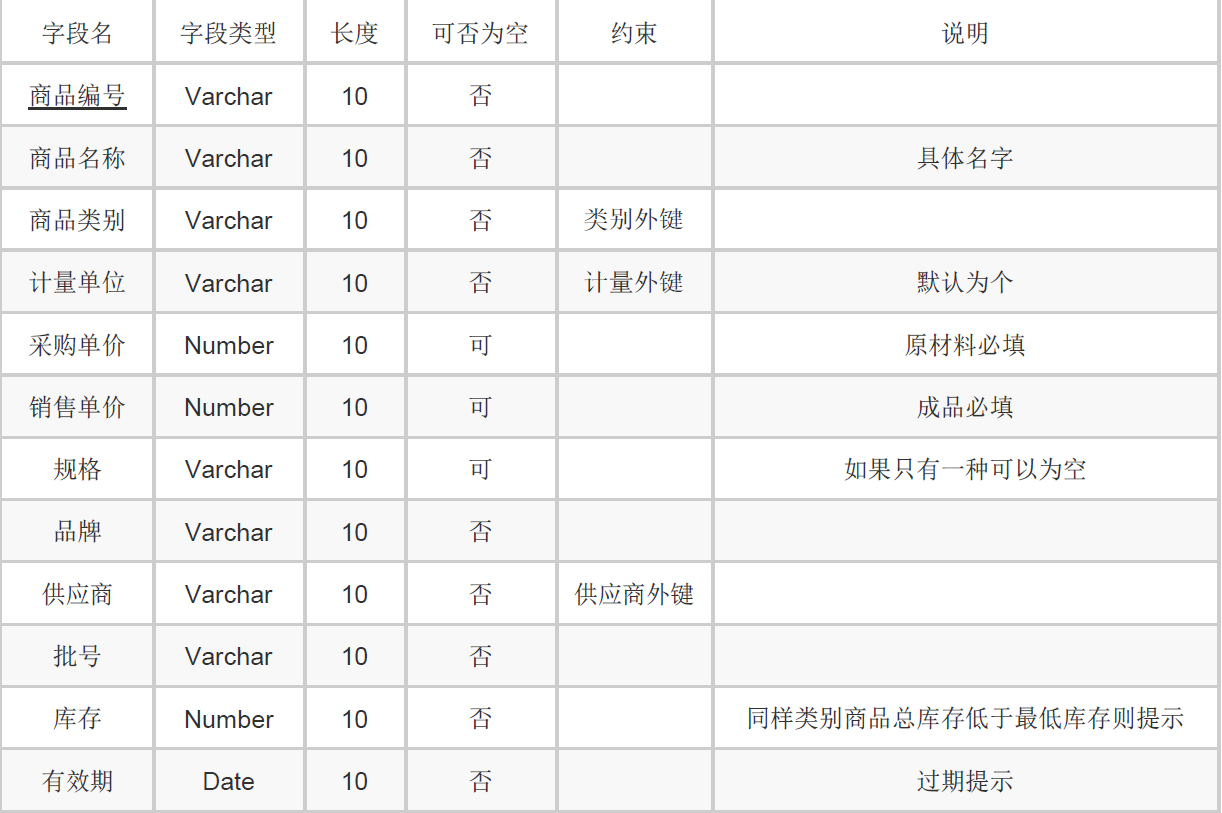 字段名 字段类型 长度 可否为空 约束 说明
商品编号 Varchar 10 否
商品名称 Varchar 10 否 具体名字
商品类别 Varchar 10 否 类别外键
计量单位 Varchar 10 否 计量外键 默认为个
采购单价 Number 10 可 原材料必填
销售单价 Number 10 可 成品必填
规格 Varchar 10 可 如果只有一种可以为空
品牌 Varchar 10 否
供应商 Varchar 10 否 供应商外键
批号 Varchar 10 否
库存 Number 10 否 同样类别商品总库存低于最低库存则提示
有效期 Date 10 否 过期提示